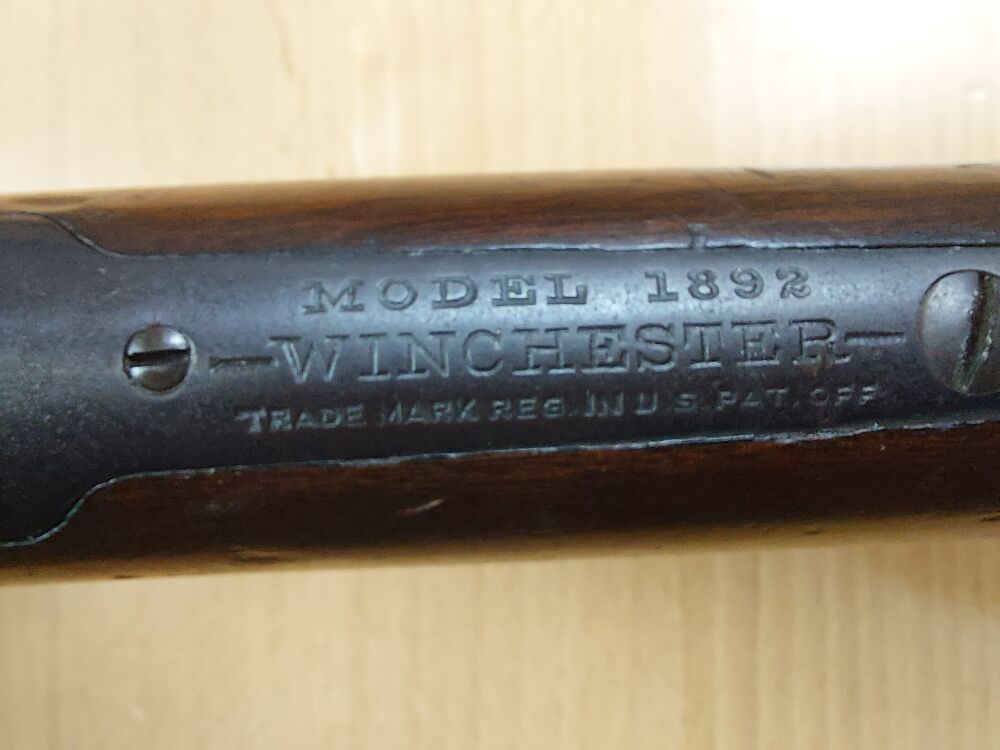 MODEL 1892
—WINCHESTER—
TRADE MARK REG. IN U.S. PAT. OFF.